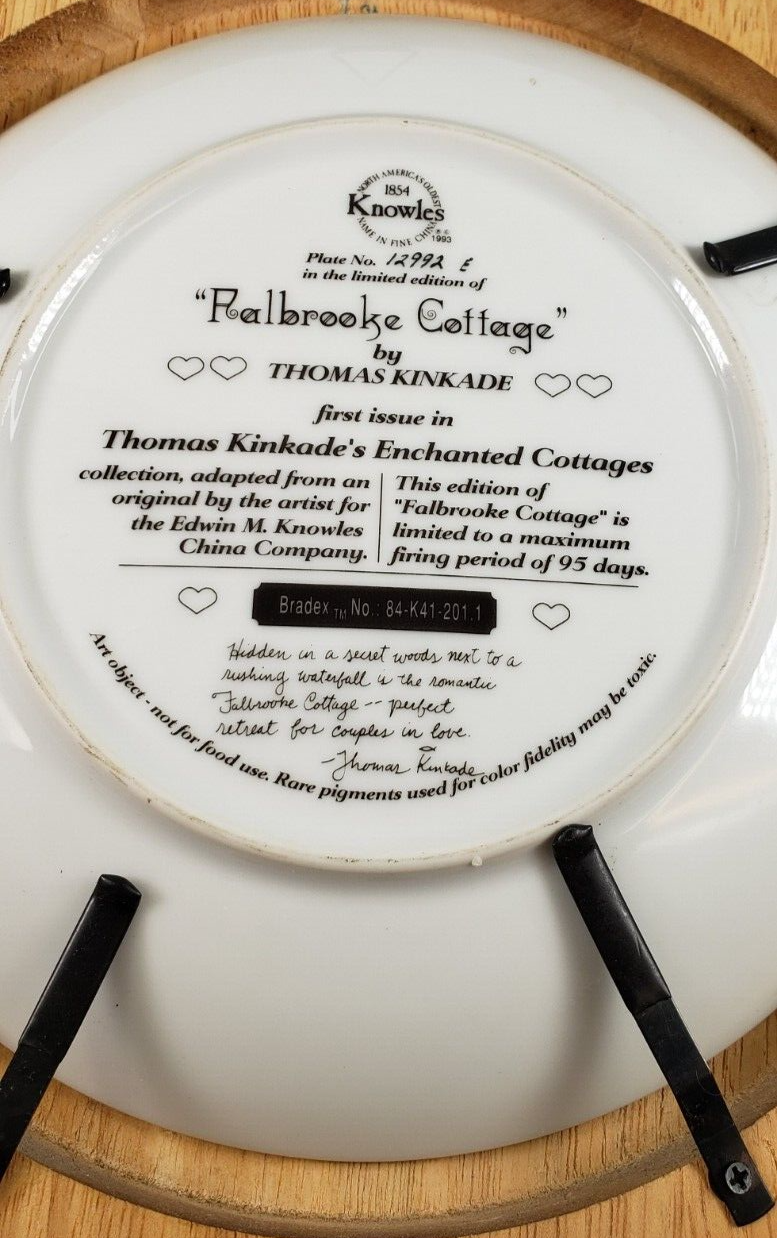 NORTH AMERICA'S OLDEST
1854
Knowles
NAME IN FINE CHINA
® © 1993
Plate No. 12992 E
in the limited edition of
"Falbrooke Cottage"
by
THOMAS KINKADE
first issue in
Thomas Kinkade's Enchanted Cottages
collection, adapted from an
original by the artist for
the Edwin M. Knowles
China Company.
This edition of
"Falbrooke Cottage" is
limited to a maximum
firing period of 95 days.
Bradex TM No.: 84-K41-201.1
Hidden in a secret woods next to a
rushing waterfall is the romantic
Falbrooke Cottage -- perfect
retreat for couples in love.
-Thomas Kinkade
Art object - not for food use. Rare pigments used for color fidelity may be toxic.